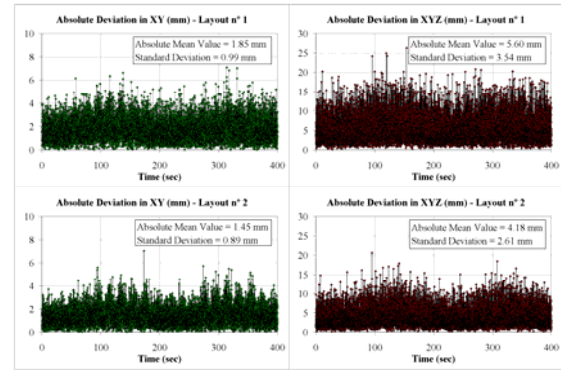 Absolute Deviation in XY (mm) - Layout nº 1
Absolute Mean Value = 1.85 mm
Standard Deviation = 0.99 mm
10
8
6
4
2
0
0 100 200 300 400
Time (sec)
Absolute Deviation in XYZ (mm) - Layout nº 1
Absolute Mean Value = 5.60 mm
Standard Deviation = 3.54 mm
30
25
20
15
10
5
0
0 100 200 300 400
Time (sec)
Absolute Deviation in XY (mm) - Layout nº 2
Absolute Mean Value = 1.45 mm
Standard Deviation = 0.89 mm
10
8
6
4
2
0
0 100 200 300 400
Time (sec)
Absolute Deviation in XYZ (mm) - Layout nº 2
Absolute Mean Value = 4.18 mm
Standard Deviation = 2.61 mm
30
25
20
15
10
5
0
0 100 200 300 400
Time (sec)